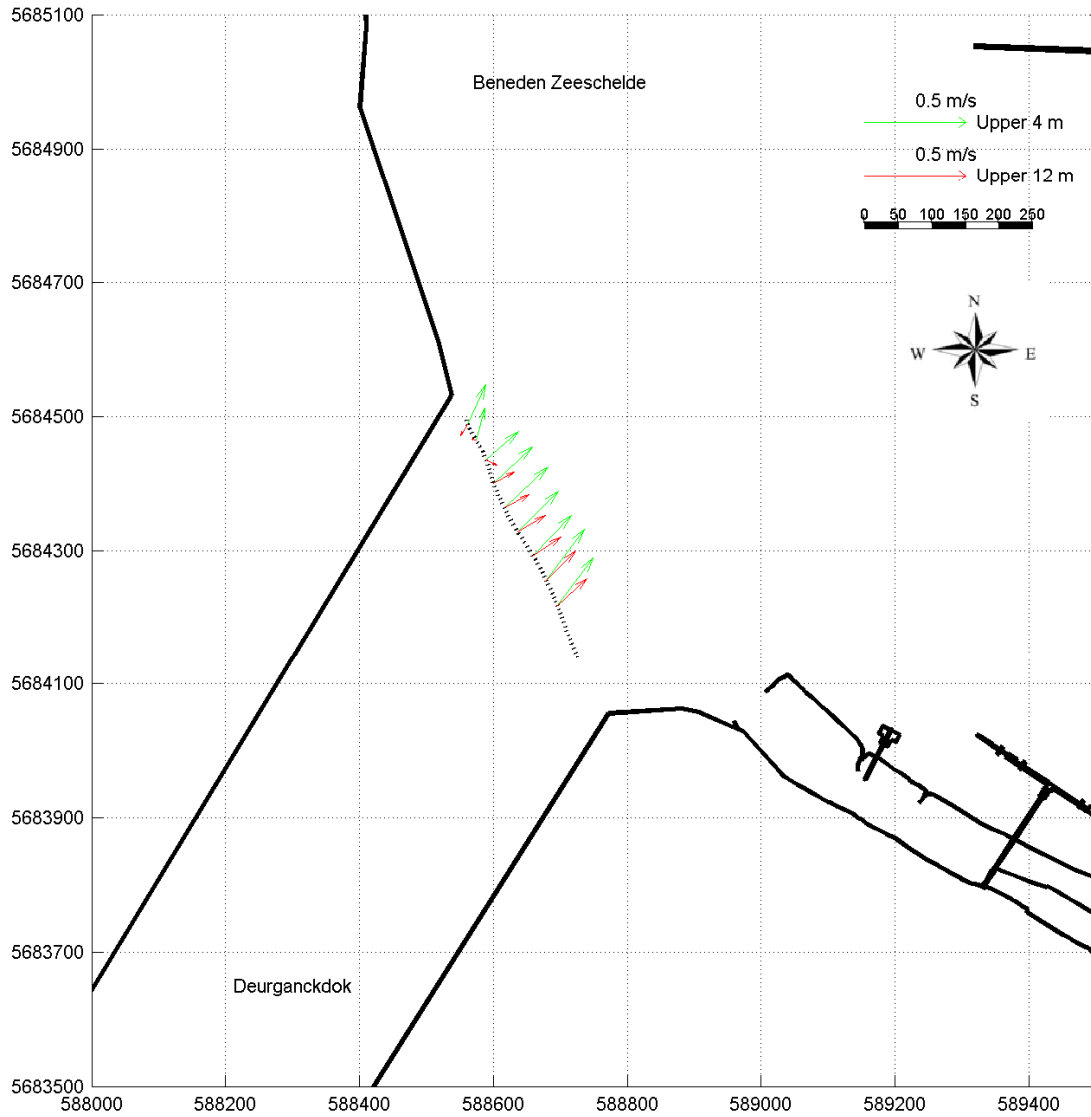 5685100
Beneden Zeeschelde
0.5 m/s
Upper 4 m
5684900
0.5 m/s
Upper 12 m
0 50 100 150 200 250
5684700
N
W E
S
5684500
5684300
5684100
5683900
5683700
Deurganckdok
5683500
588000 588200 588400 588600 588800 589000 589200 589400